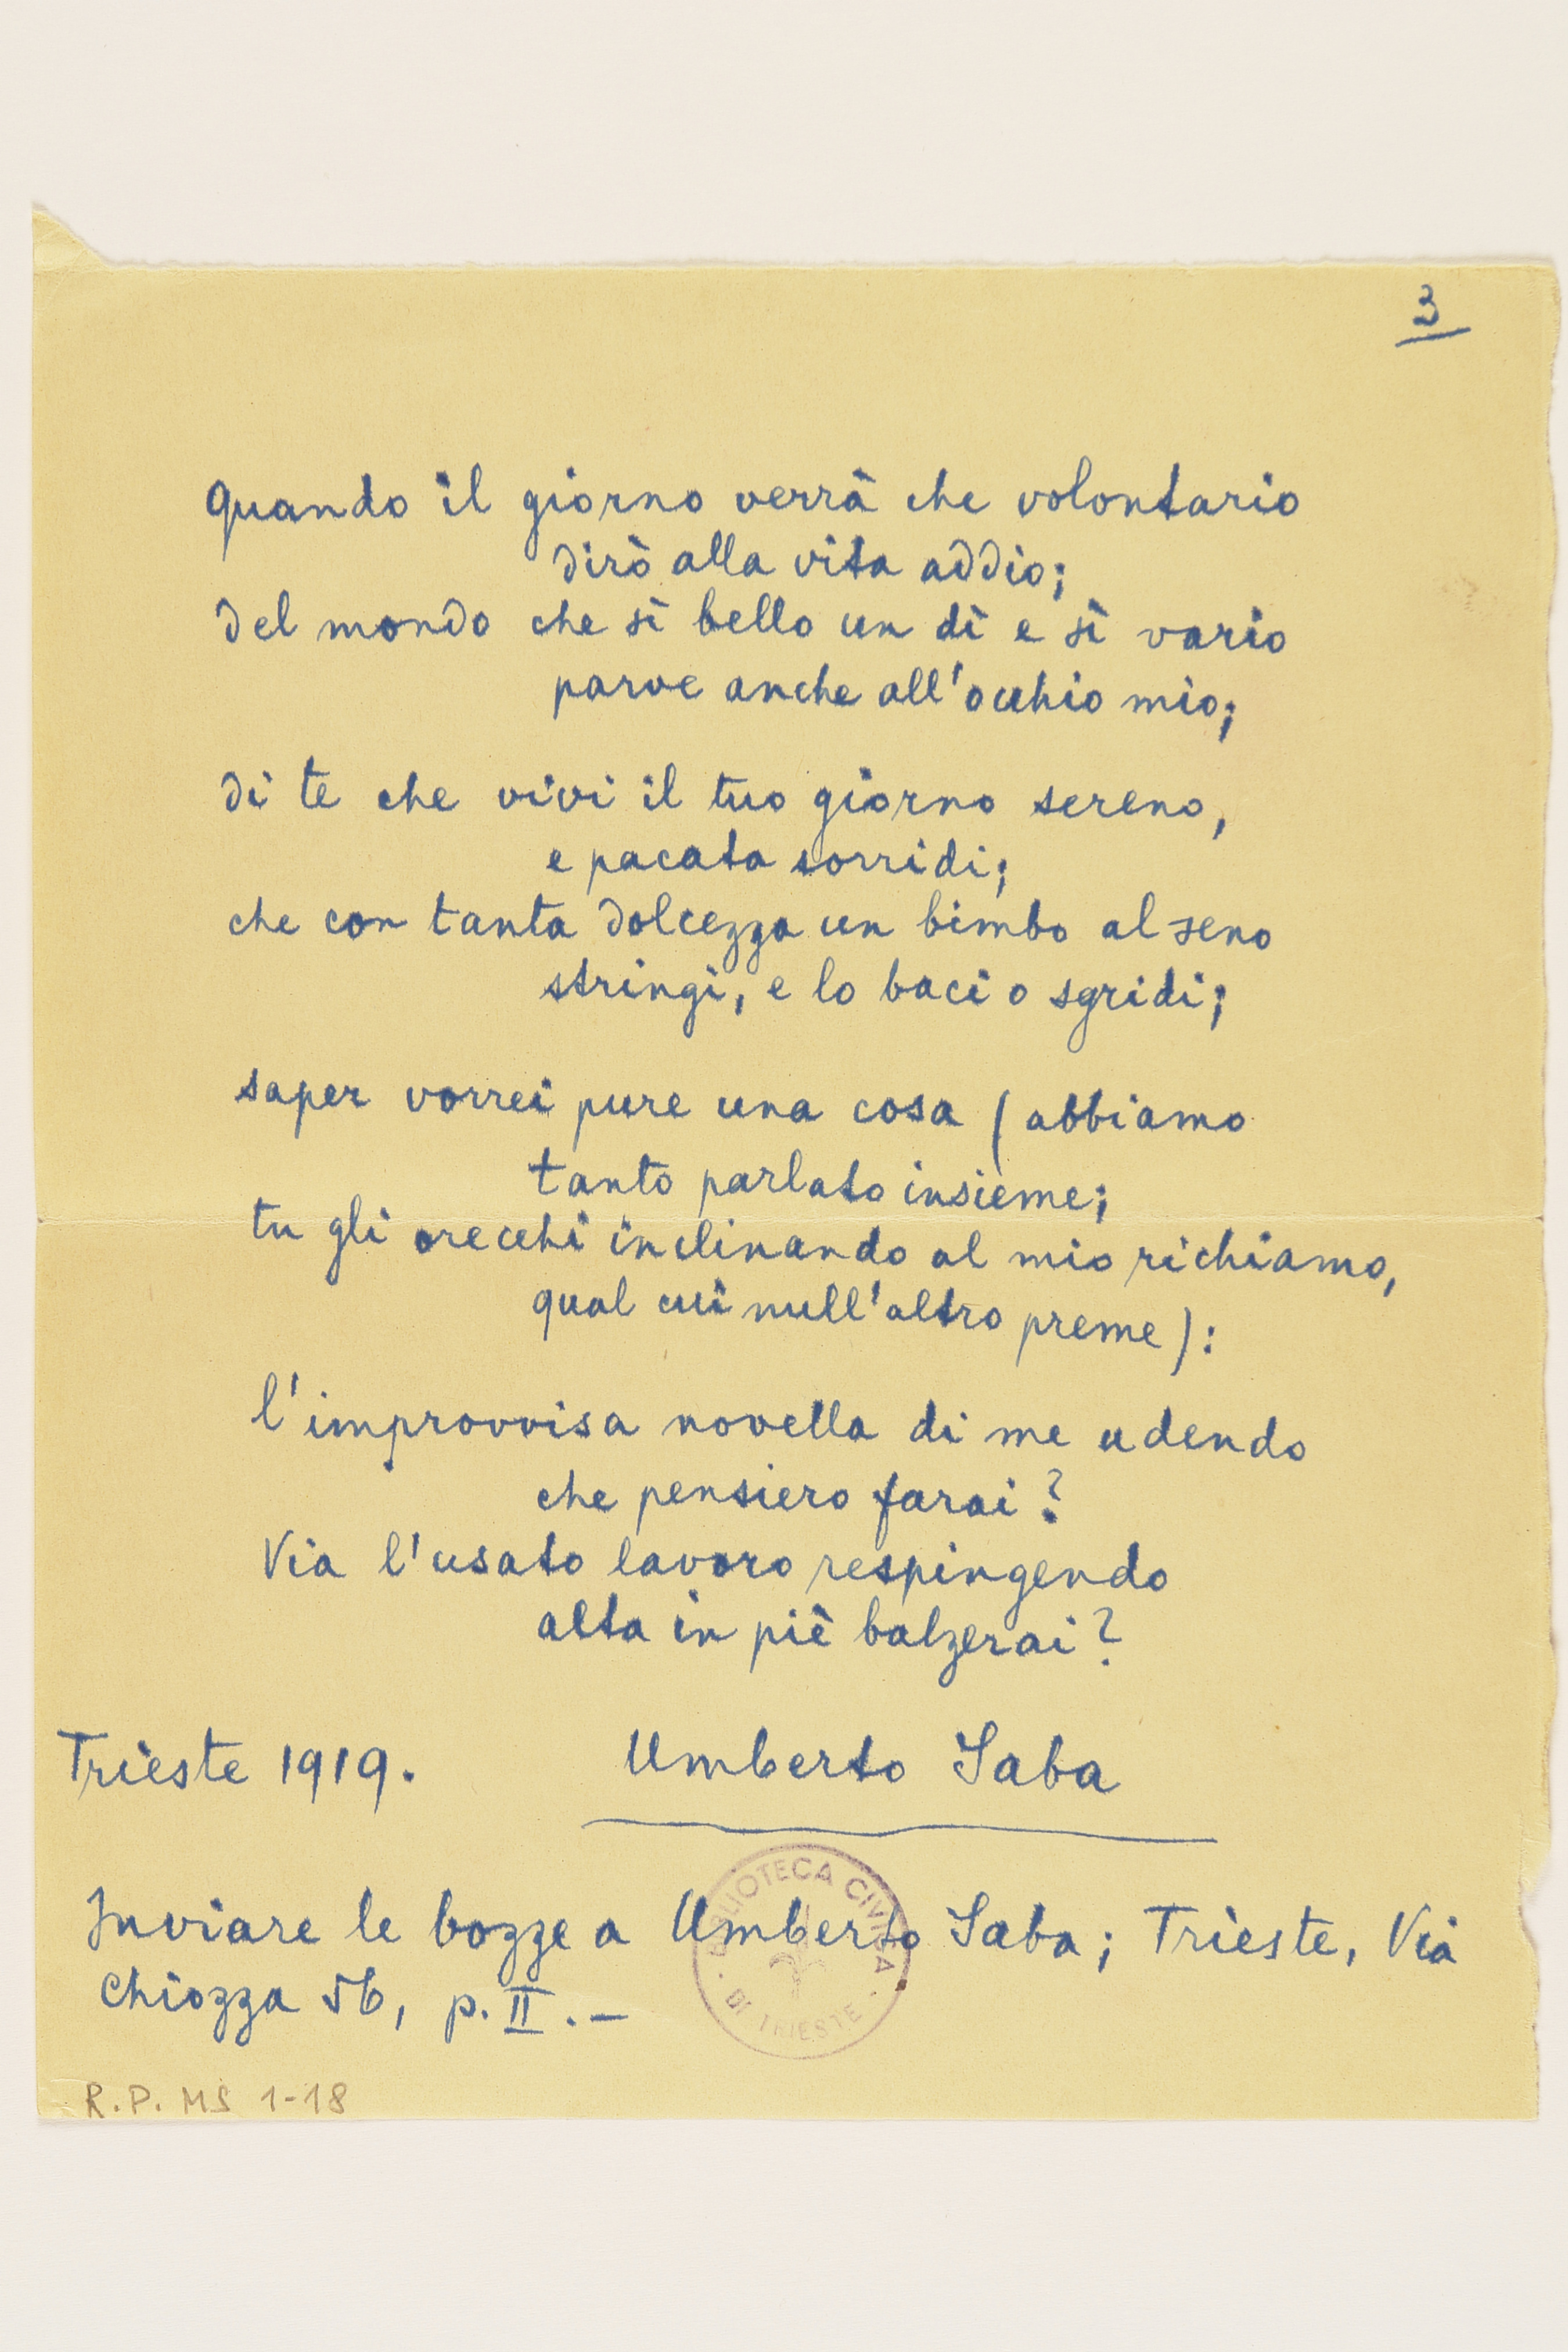 3
Quando il giorno verrà che volontario
dirò alla vita addio;
del mondo che sì bello un dì e sì vario
parve anche all'occhio mio;
di te che vivi il tuo giorno sereno,
e pacata sorridi;
che con tanta dolcezza un bimbo al seno
stringi, e lo baci o sgridi;
saper vorrei pure una cosa (abbiamo
tanto parlato insieme;
tu gli orecchi inclinando al mio richiamo,
qual cui null'altro preme):
l'improvvisa novella di me udendo
che pensiero farai?
Via l'usato lavoro respingendo
alta in piè balzerai?
Trieste 1919. Umberto Saba
Inviare le bozze a Umberto Saba; Trieste, Via
Chiozza 56, p. II. —
BIBLIOTECA CIVICA
DI TRIESTE
R.P. MS 1-18